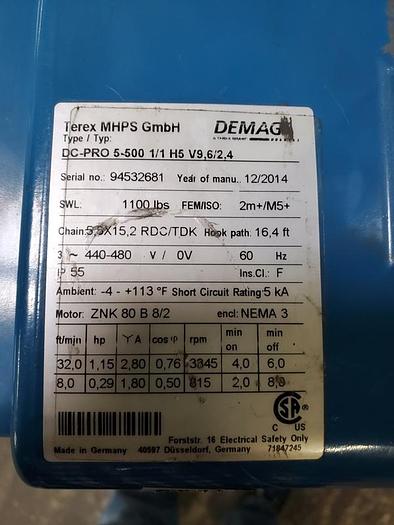 Terex MHPS GmbH DEMAG
Type / Typ:
DC-PRO 5-500 1/1 H5 V9,6/2,4
Serial no.: 94532681 Year of manu. 12/2014
SWL: 1100 lbs FEM/ISO: 2m+/M5+
Chain: 5,3X15,2 RDC/TDK Hook path: 16,4 ft
3 ~ 440-480 V / 0V 60 Hz
IP 55 Ins.Cl.: F
Ambient: -4 - +113 °F Short Circuit Rating: 5 kA
Motor: ZNK 80 B 8/2 encl: NEMA 3
ft/min hp Y A cos φ rpm min on min off
32,0 1,15 2,80 0,76 3345 4,0 6,0
8,0 0,29 1,80 0,50 815 2,0 8,0
Forststr. 16 Electrical Safety Only
Made in Germany 40597 Düsseldorf, Germany 71847245
C US